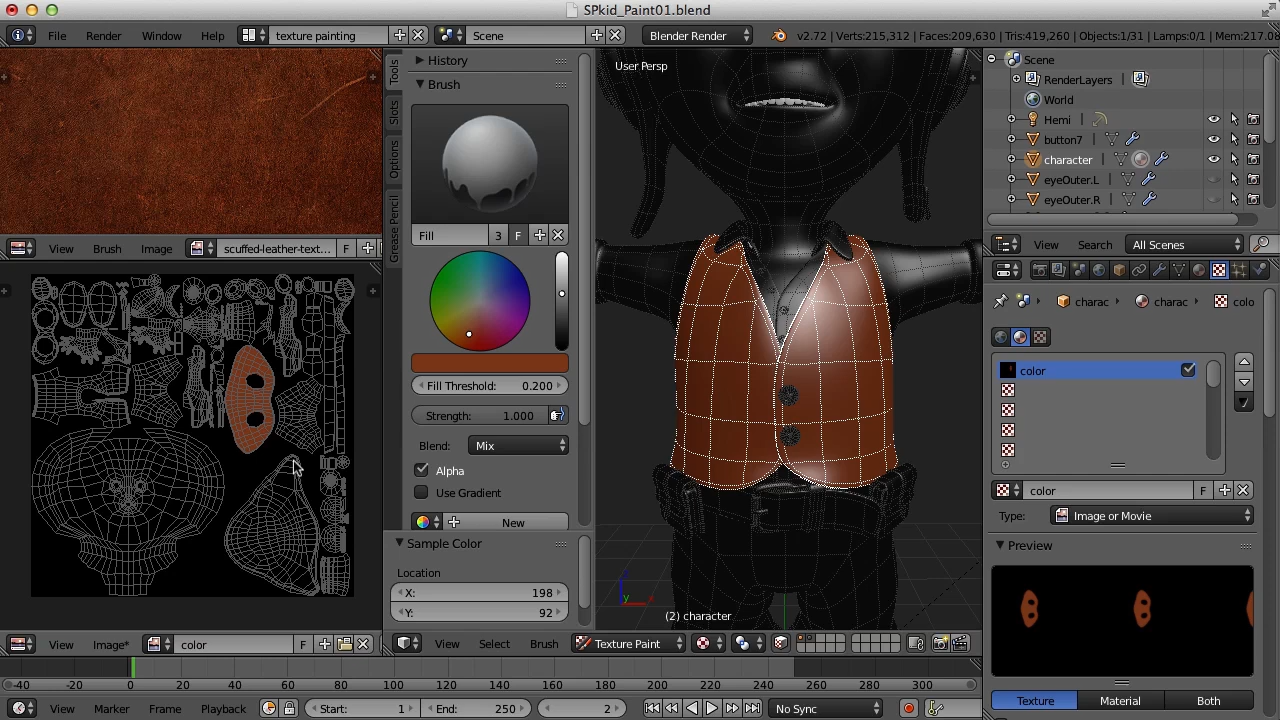 SPkid_Paint01.blend
File Render Window Help texture painting Scene Blender Render v2.72 | Verts:215,312 | Faces:209,630 | Tris:419,260 | Objects:1/31 | Lamps:0/1 | Mem:217.08
View Brush Image scuffed-leather-text... F
Tools
Slots
Options
Grease Pencil
History
Brush
Fill 3 F
Fill Threshold: 0.200
Strength: 1.000
Blend: Mix
Alpha
Use Gradient
New
Sample Color
Location
X: 198
Y: 92
User Persp
(2) character
Scene
RenderLayers
World
Hemi
button7
character
eyeOuter.L
eyeOuter.R
View Search All Scenes
charac charac colo
color
color F
Type: Image or Movie
Preview
Texture Material Both
View Image* color F
View Select Brush Texture Paint
-40 -20 0 20 40 60 80 100 120 140 160 180 200 220 240 260 280 300
View Marker Frame Playback Start: 1 End: 250 2 No Sync